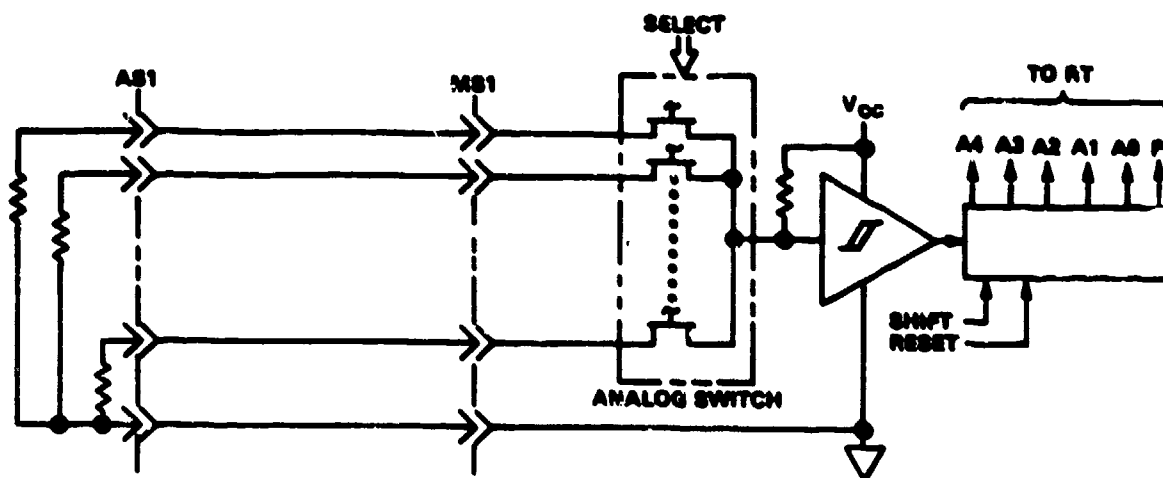 SELECT
AS1
MS1
TO RT
VCC
A4 A3 A2 A1 A0 P
SHIFT
RESET
ANALOG SWITCH